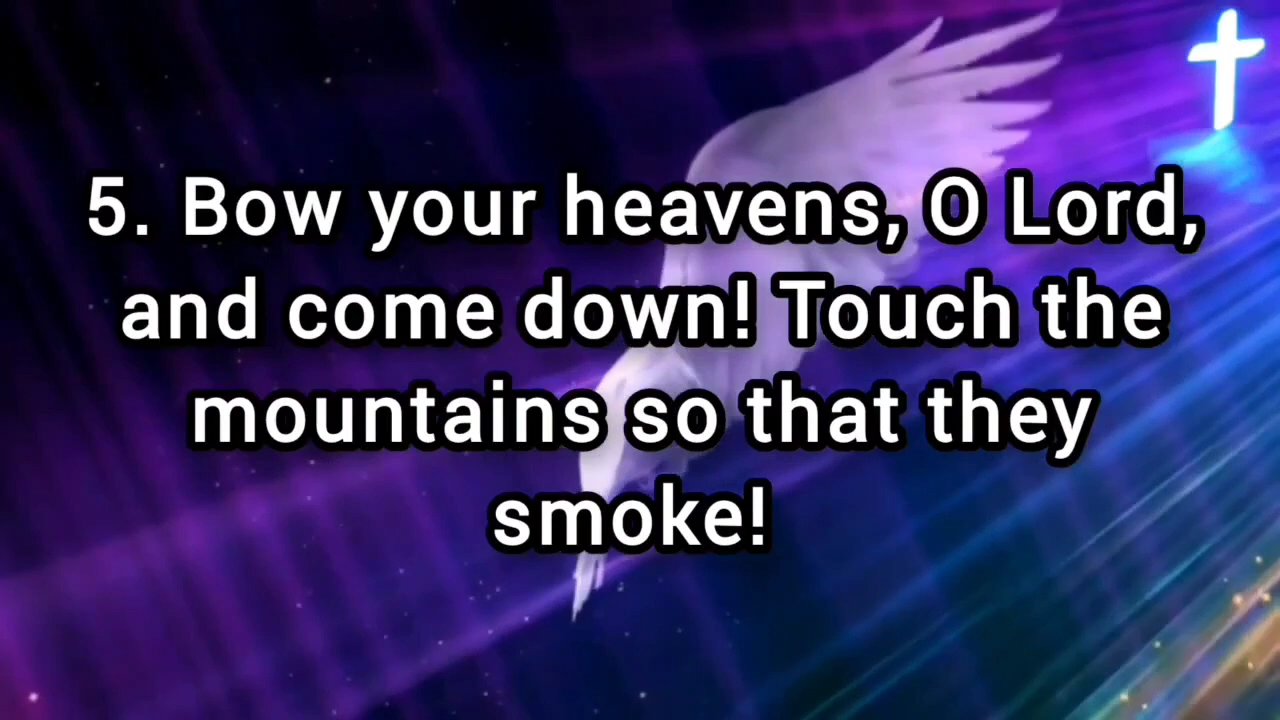 5. Bow your heavens, O Lord,
and come down! Touch the
mountains so that they
smoke!